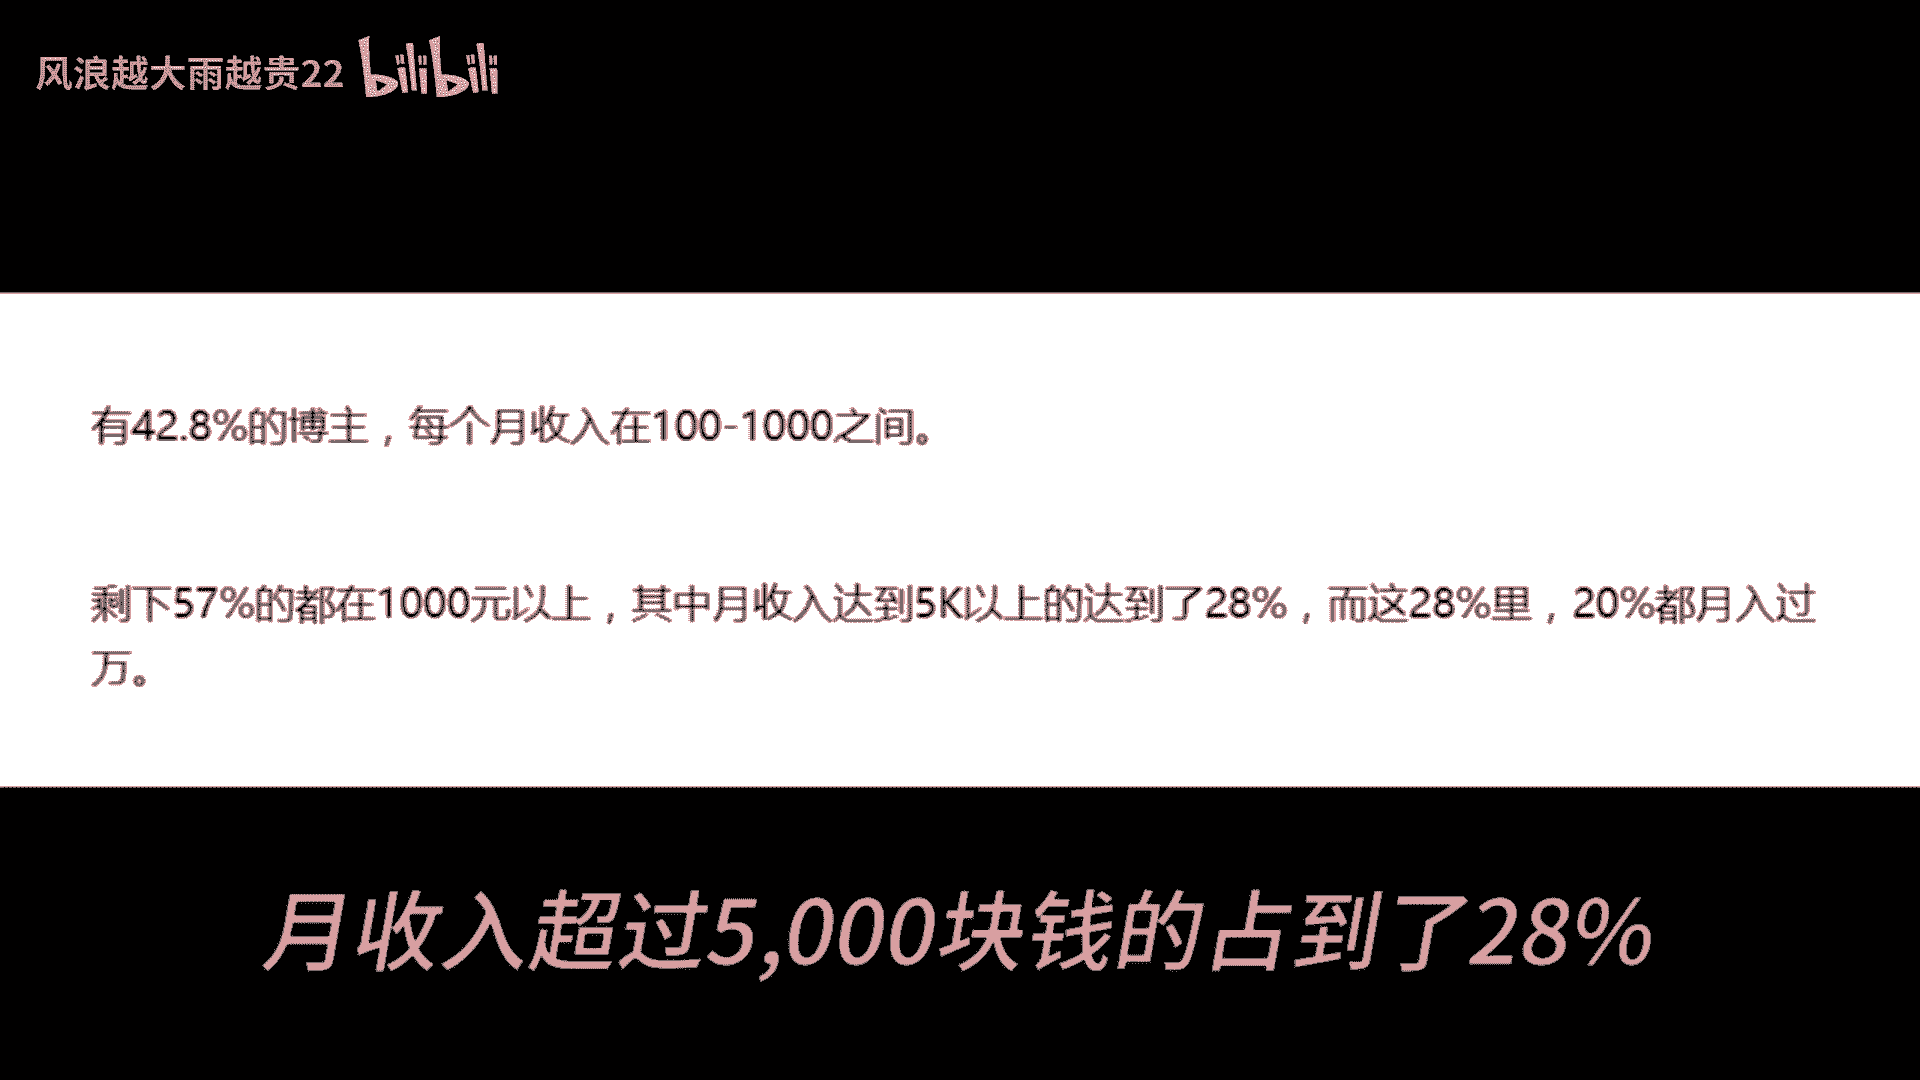 风浪越大雨越贵22 bilibili
有42.8%的博主，每个月收入在100-1000之间。
剩下57%的都在1000元以上，其中月收入达到5K以上的达到了28%，而这28%里，20%都月入过
万。
月收入超过5,000块钱的占到了28%